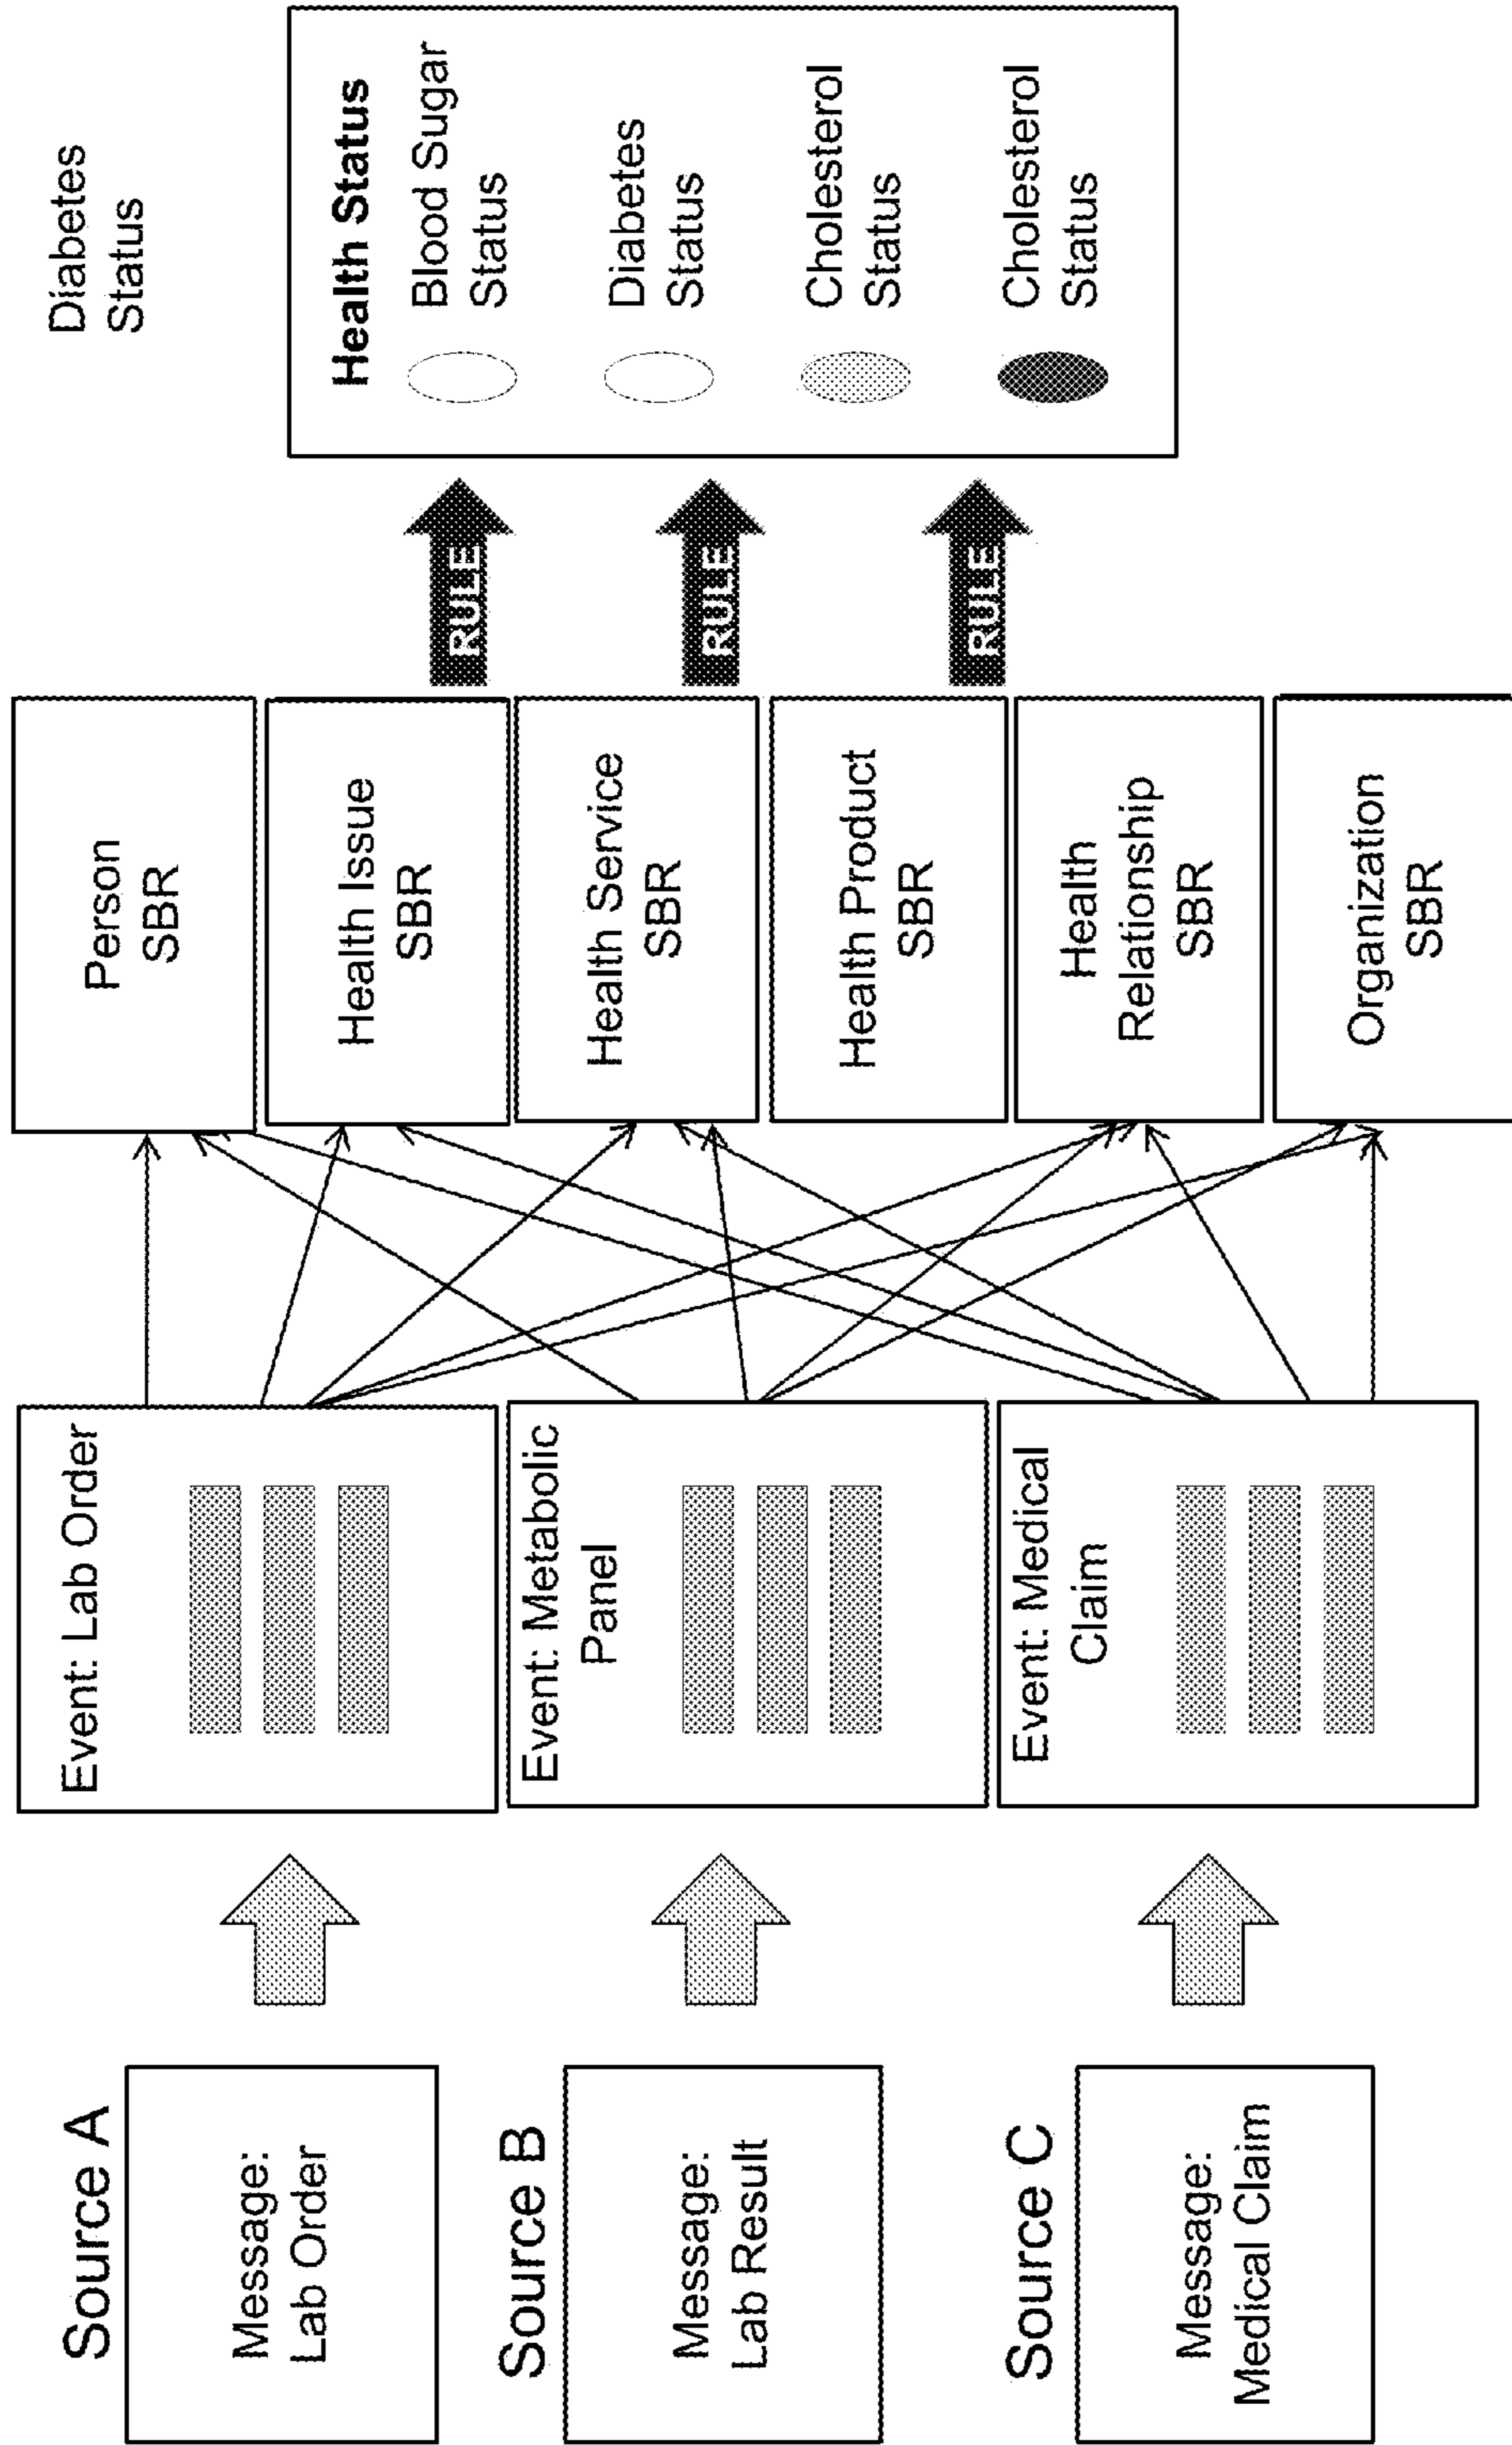 Source A
Message:
Lab Order
Source B
Message:
Lab Result
Source C
Message:
Medical Claim
Event: Lab Order
Event: Metabolic
Panel
Event: Medical
Claim
Person
SBR
Health Issue
SBR
Health Service
SBR
Health Product
SBR
Health
Relationship
SBR
Organization
SBR
RULE
RULE
RULE
Diabetes
Status
Health Status
Blood Sugar
Status
Diabetes
Status
Cholesterol
Status
Cholesterol
Status